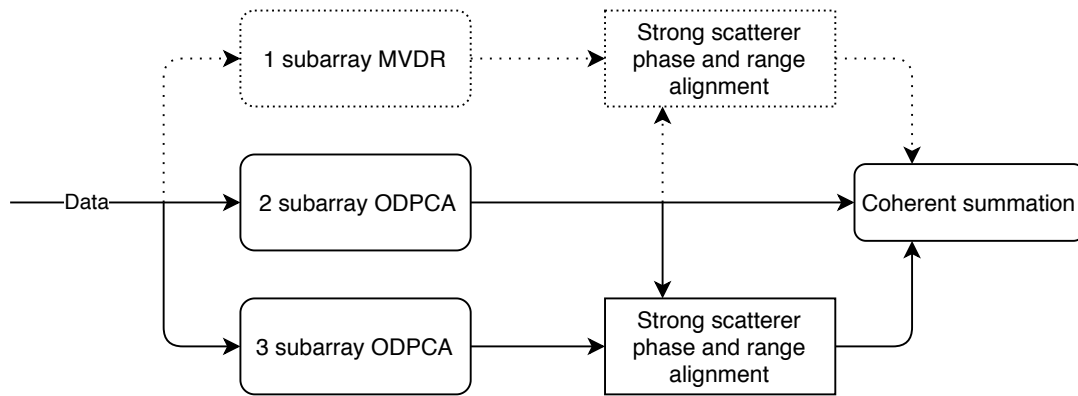 1 subarray MVDR
Strong scatterer
phase and range
alignment
Data
2 subarray ODPCA
Coherent summation
3 subarray ODPCA
Strong scatterer
phase and range
alignment